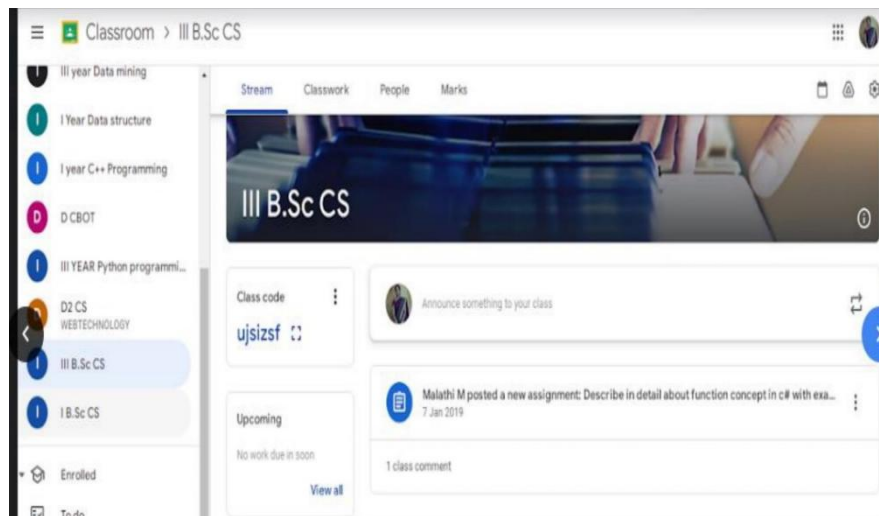 Classroom > III B.Sc CS
III year Data mining
I Year Data structure
I year C++ Programming
D CBOT
III YEAR Python programmi...
D2 CS
WEBTECHNOLOGY
III B.Sc CS
I B.Sc CS
Enrolled
To do
Stream Classwork People Marks
III B.Sc CS
Class code
ujsizsf
Upcoming
No work due in soon
View all
Announce something to your class
Malathi M posted a new assignment: Describe in detail about function concept in c# with exa...
7 Jan 2019
1 class comment